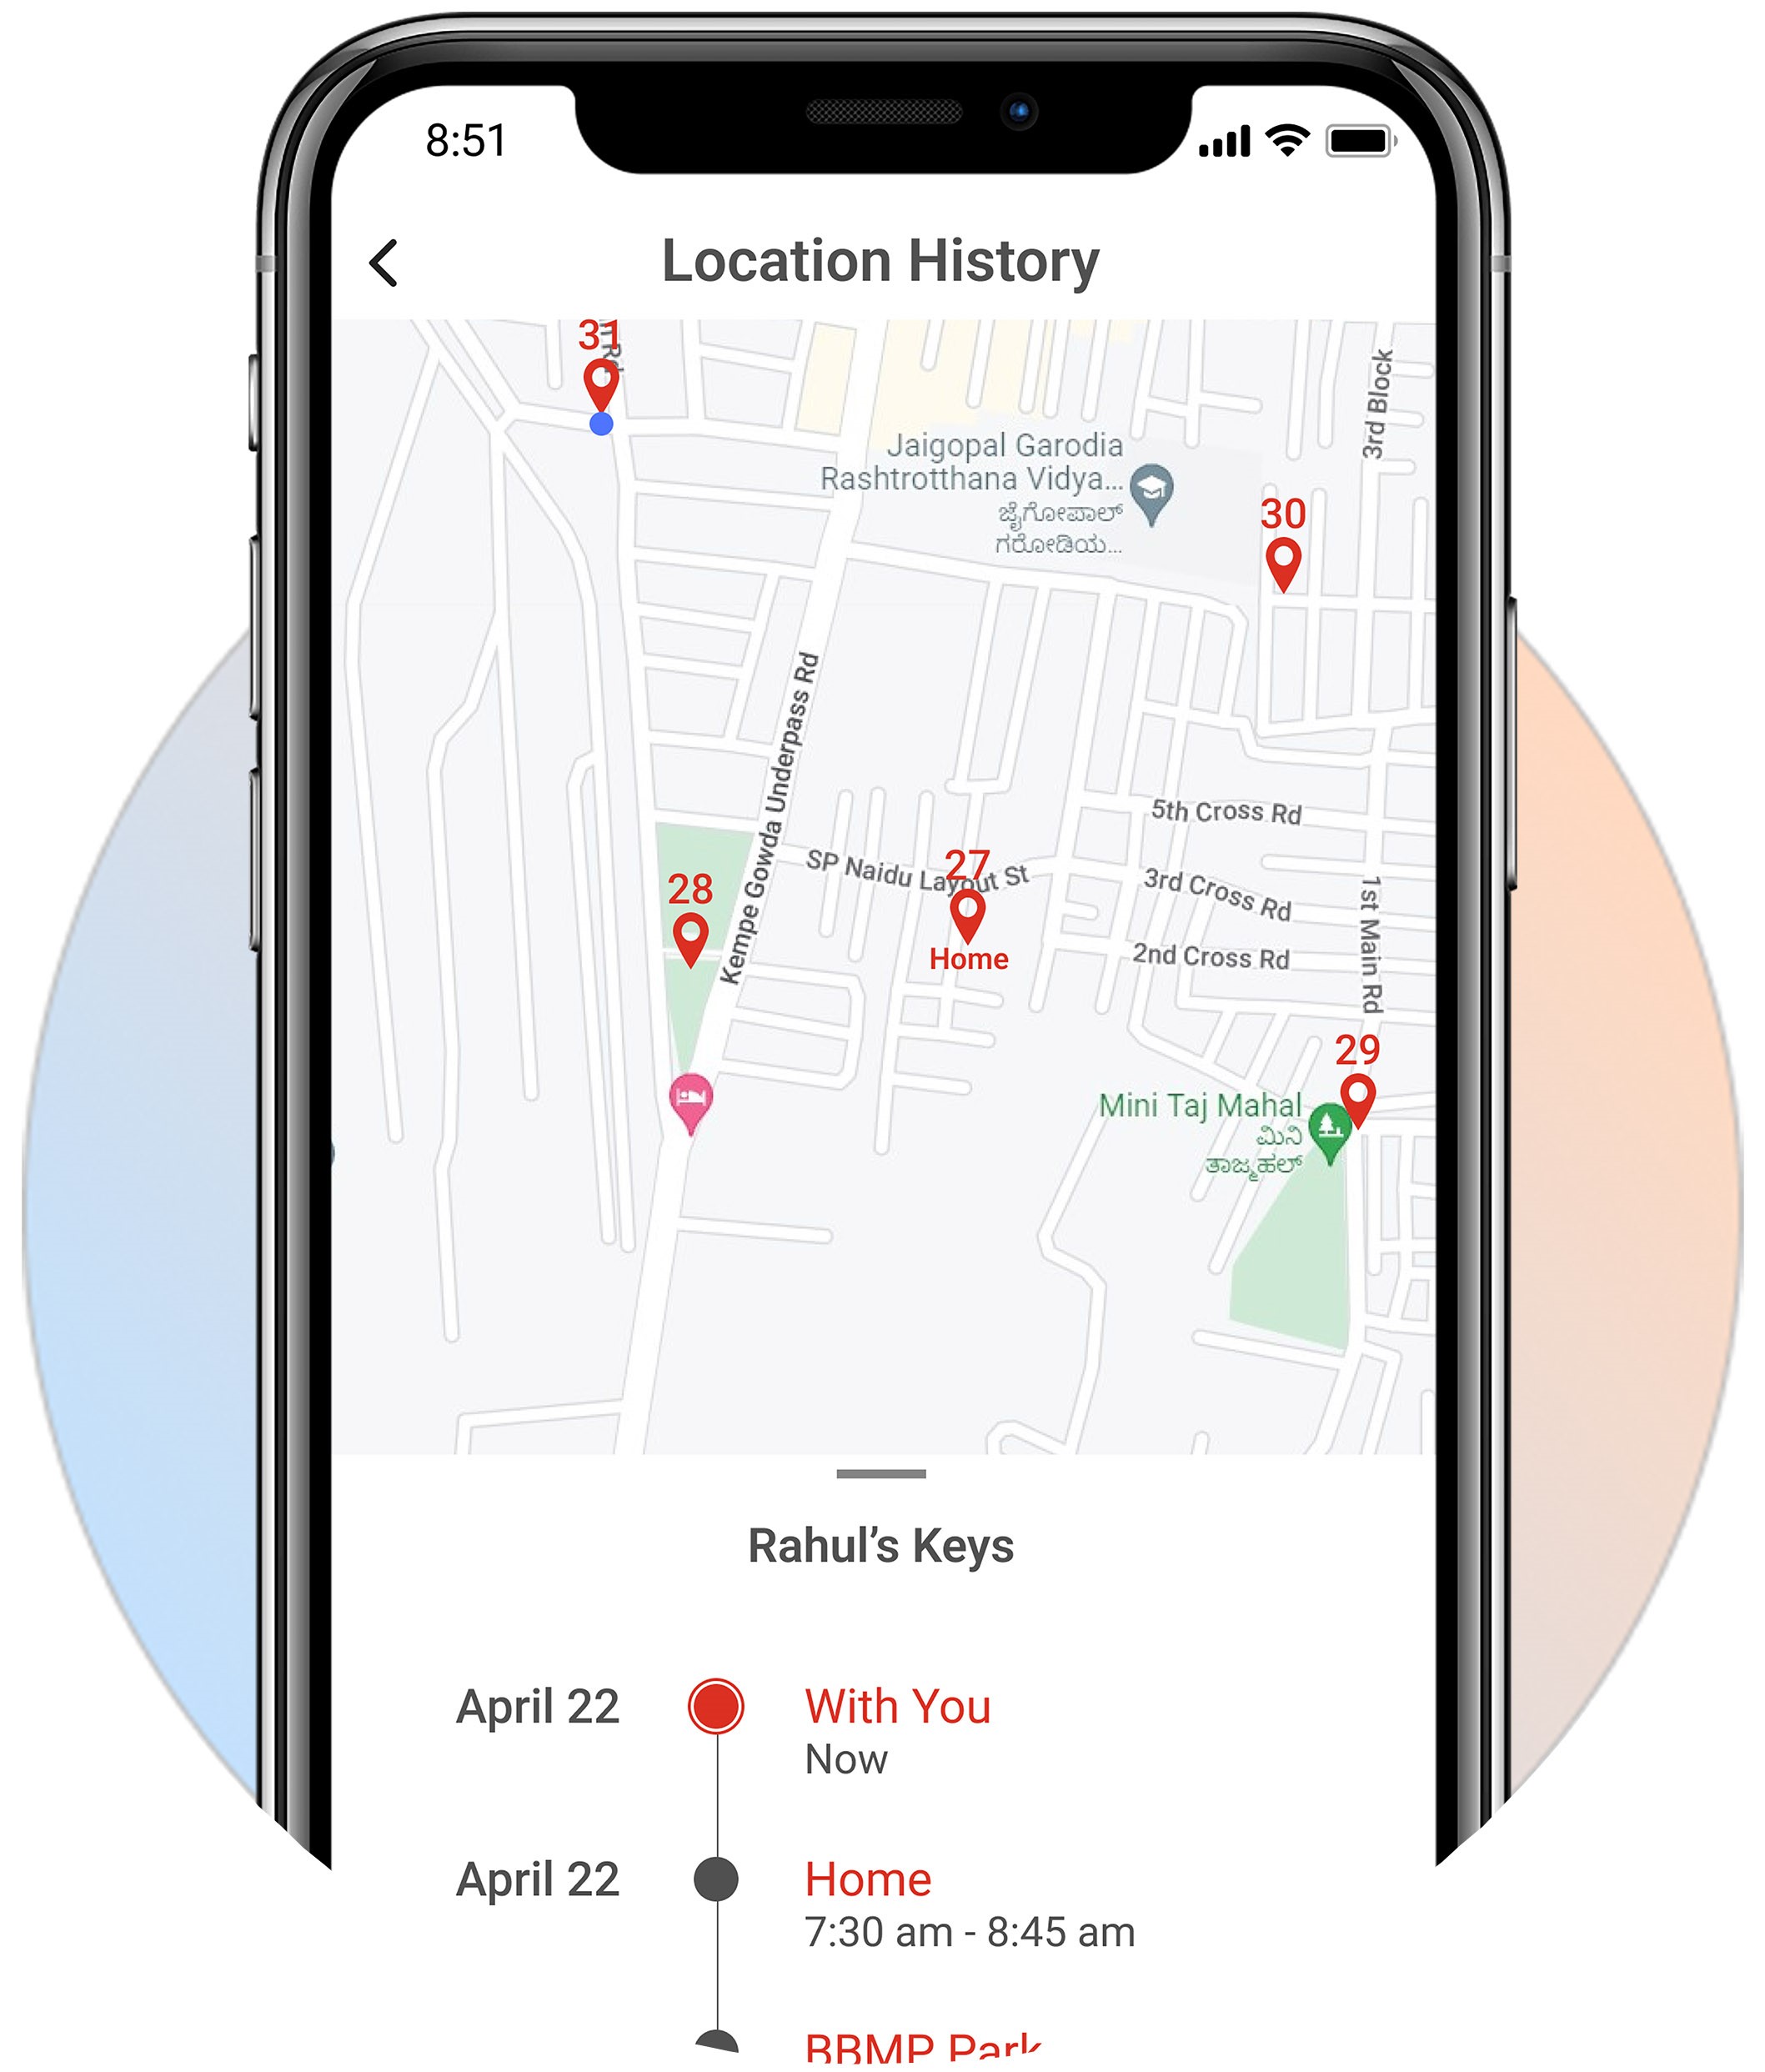 8:51
Location History
31
3rd Block
Jaigopal Garodia
Rashtrotthana Vidya...
ಜೈಗೋಪಾಲ್
ಗರೋಡಿಯ...
30
Kempe Gowda Underpass Rd
5th Cross Rd
SP Naidu Layout St
27
Home
28
3rd Cross Rd
2nd Cross Rd
1st Main Rd
29
Mini Taj Mahal
ಮಿನಿ
ತಾಜ್ಮಹಲ್
Rahul’s Keys
April 22
With You
Now
April 22
Home
7:30 am - 8:45 am
BBMP Park